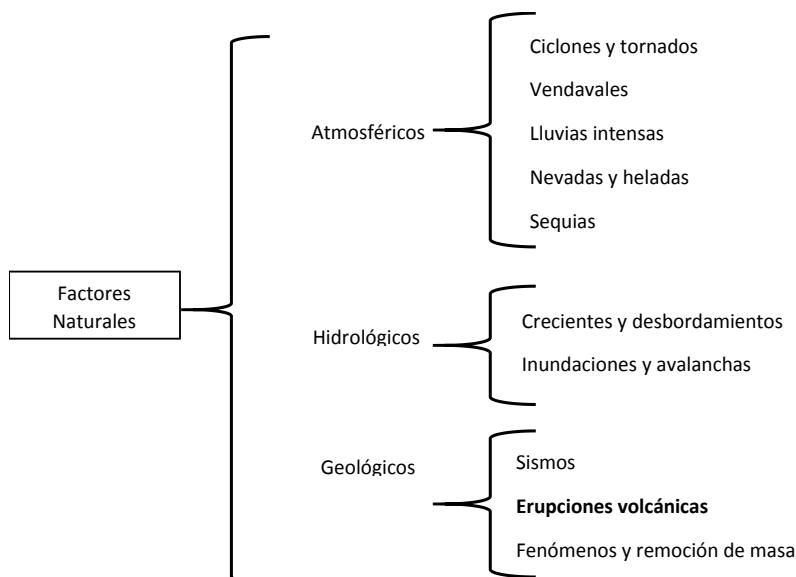 Factores
Naturales
Atmosféricos
Ciclones y tornados
Vendavales
Lluvias intensas
Nevadas y heladas
Sequias
Hidrológicos
Crecientes y desbordamientos
Inundaciones y avalanchas
Geológicos
Sismos
Erupciones volcánicas
Fenómenos y remoción de masa